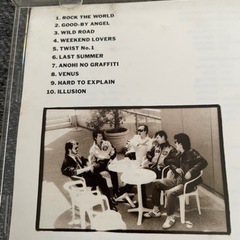 1. ROCK THE WORLD
2. GOOD-BY ANGEL
3. WILD ROAD
4. WEEKEND LOVERS
5. TWIST No.1
6. LAST SUMMER
7. ANOHI NO GRAFFITI
8. VENUS
9. HARD TO EXPLAIN
10. ILLUSION